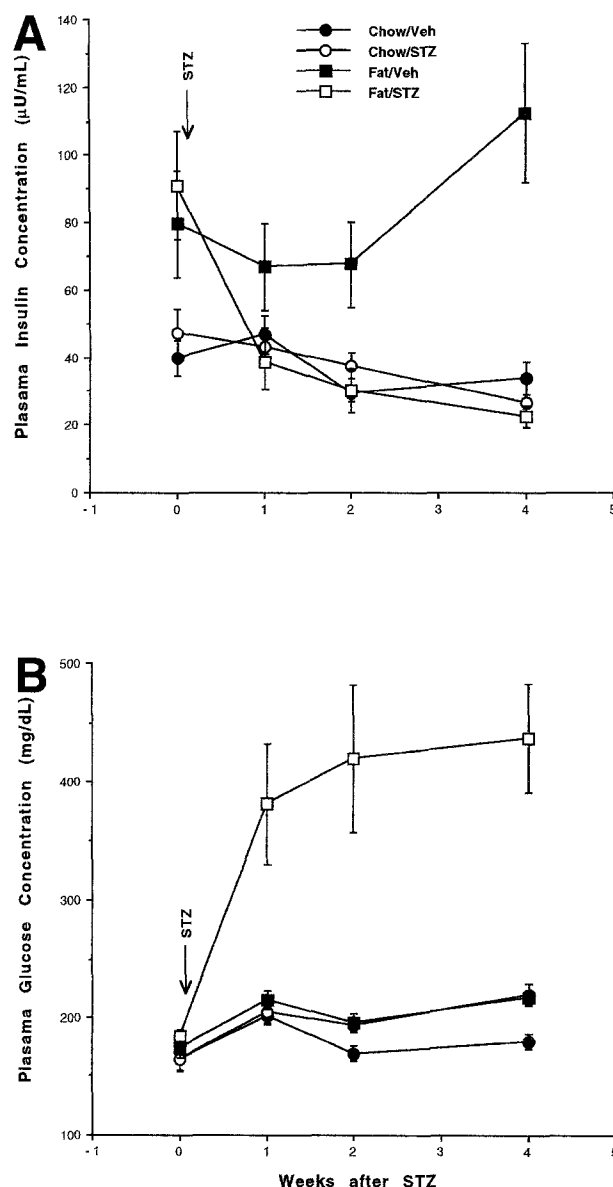 A
Chow/Veh
Chow/STZ
Fat/Veh
Fat/STZ
STZ
Plasama Insulin Concentration (µU/mL)
140
120
100
80
60
40
20
0
-1 0 1 2 3 4 5
B
STZ
Plasama Glucose Concentration (mg/dL)
500
400
300
200
100
-1 0 1 2 3 4 5
Weeks after STZ